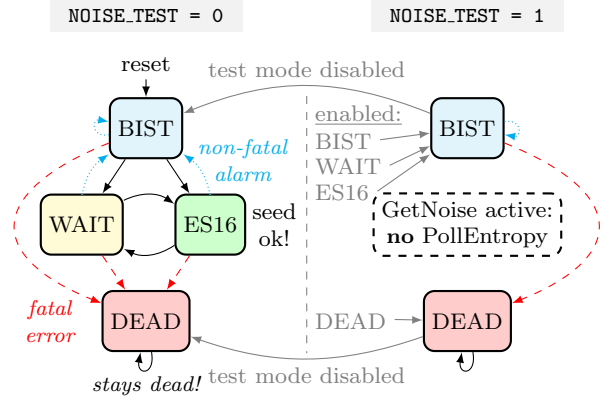 NOISE_TEST = 0
NOISE_TEST = 1
reset
test mode disabled
BIST
non-fatal
alarm
enabled:
BIST
WAIT
ES16
BIST
WAIT
ES16
seed
ok!
GetNoise active:
no PollEntropy
fatal
error
DEAD
DEAD
DEAD
stays dead!
test mode disabled